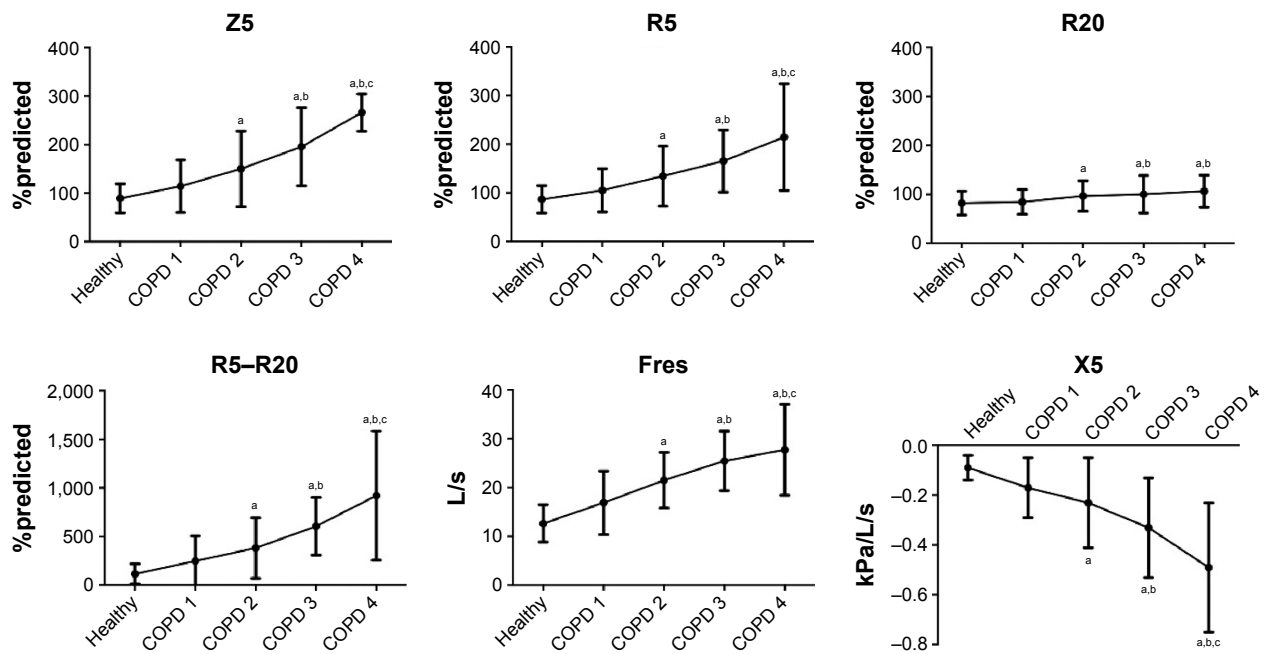 Z5
%predicted
400
300
200
100
0
a
a,b
a,b,c
Healthy
COPD 1
COPD 2
COPD 3
COPD 4
R5
%predicted
400
300
200
100
0
a
a,b
a,b,c
Healthy
COPD 1
COPD 2
COPD 3
COPD 4
R20
%predicted
400
300
200
100
0
a
a,b
a,b
Healthy
COPD 1
COPD 2
COPD 3
COPD 4
R5–R20
%predicted
2,000
1,500
1,000
500
0
a
a,b
a,b,c
Healthy
COPD 1
COPD 2
COPD 3
COPD 4
Fres
L/s
40
30
20
10
0
a
a,b
a,b,c
Healthy
COPD 1
COPD 2
COPD 3
COPD 4
X5
Healthy
COPD 1
COPD 2
COPD 3
COPD 4
kPa/L/s
0.0
–0.2
–0.4
–0.6
–0.8
a
a,b
a,b,c